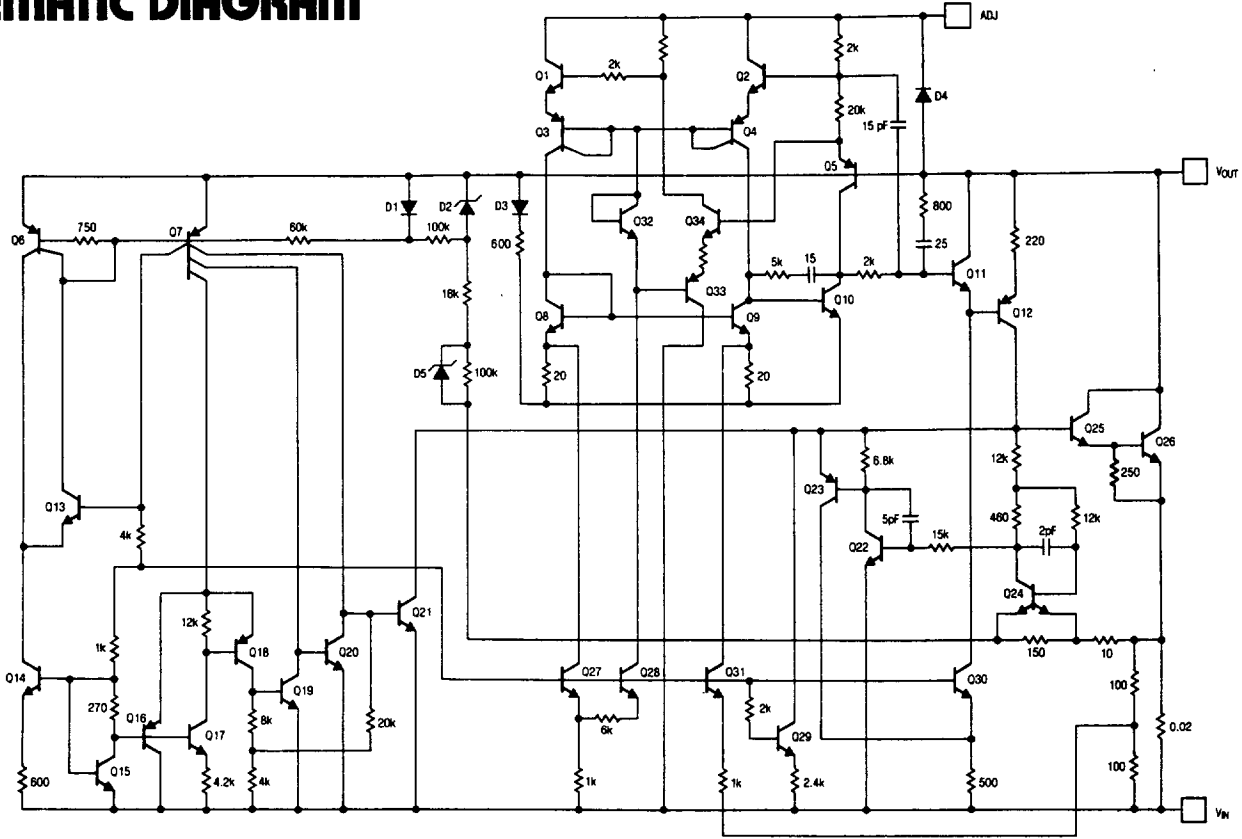 EMATIC DIAGRAM
ADJ
2k
Q1
2k
Q2
20k
D4
Q3
Q4
15 pF
Q5
VOUT
Q6
750
Q7
60k
D1
100k
D2
D3
600
Q32
Q34
800
25
220
18k
5k
15
2k
Q11
Q8
Q33
Q9
Q10
Q12
D5
100k
20
20
Q25
Q26
Q13
4k
6.8k
Q23
12k
250
5pF
15k
460
12k
2pF
Q22
Q24
12k
Q18
Q20
Q21
1k
Q14
Q27
Q28
Q31
Q30
150
10
270
Q16
Q17
Q19
8k
20k
6k
2k
Q29
100
0.02
Q15
600
4.2k
4k
1k
1k
2.4k
500
100
VIN